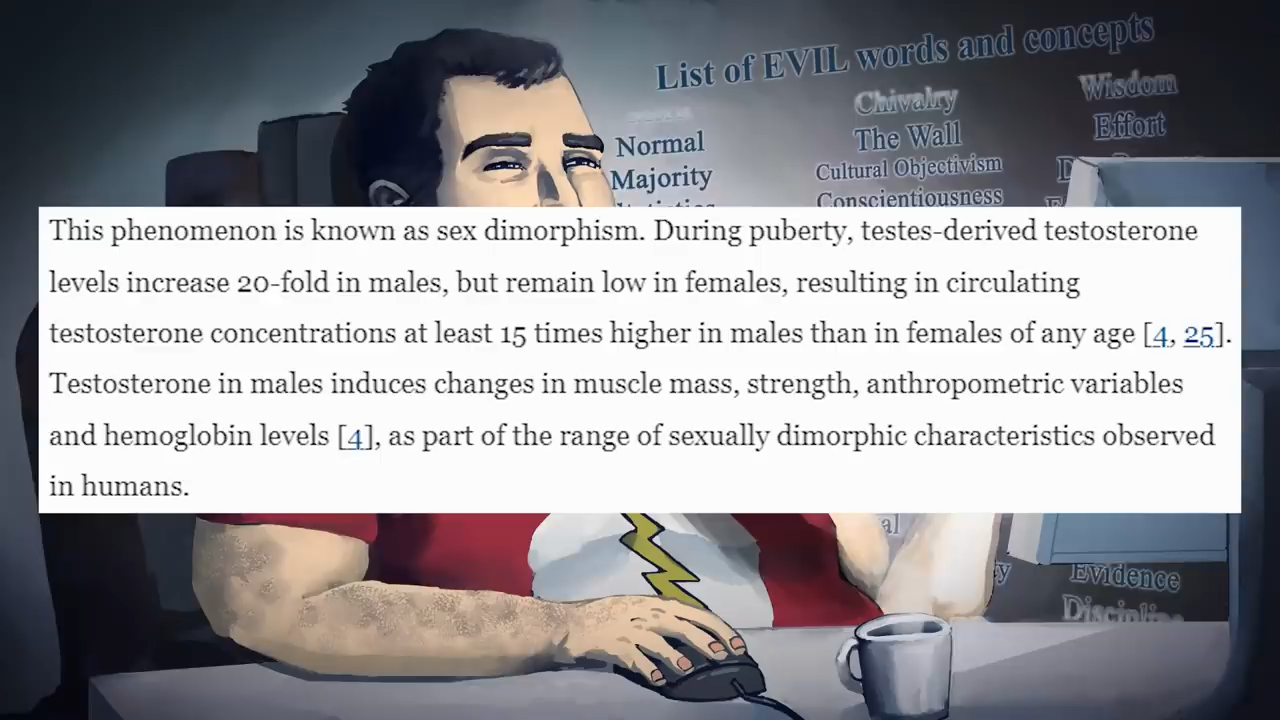 List of EVIL words and concepts
Normal
Majority
Chivalry
The Wall
Cultural Objectivism
Conscientiousness
Wisdom
Effort
This phenomenon is known as sex dimorphism. During puberty, testes-derived testosterone
levels increase 20-fold in males, but remain low in females, resulting in circulating
testosterone concentrations at least 15 times higher in males than in females of any age [4, 25].
Testosterone in males induces changes in muscle mass, strength, anthropometric variables
and hemoglobin levels [4], as part of the range of sexually dimorphic characteristics observed
in humans.
Evidence
Discipline